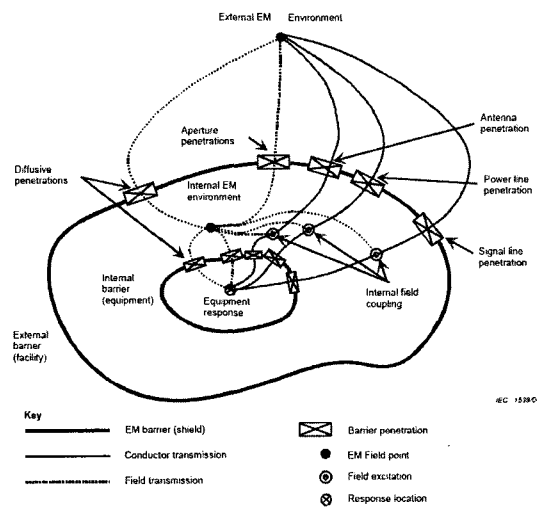 External EM Environment
Antenna
penetration
Aperture
penetrations
Diffusive
penetrations
Internal EM
environment
Power line
penetration
Signal line
penetration
Internal
barrier
(equipment)
Equipment
response
Internal field
coupling
External
barrier
(facility)
IEC
Key
EM barrier (shield)
Barrier penetration
Conductor transmission
EM Field point
Field transmission
Field excitation
Response location